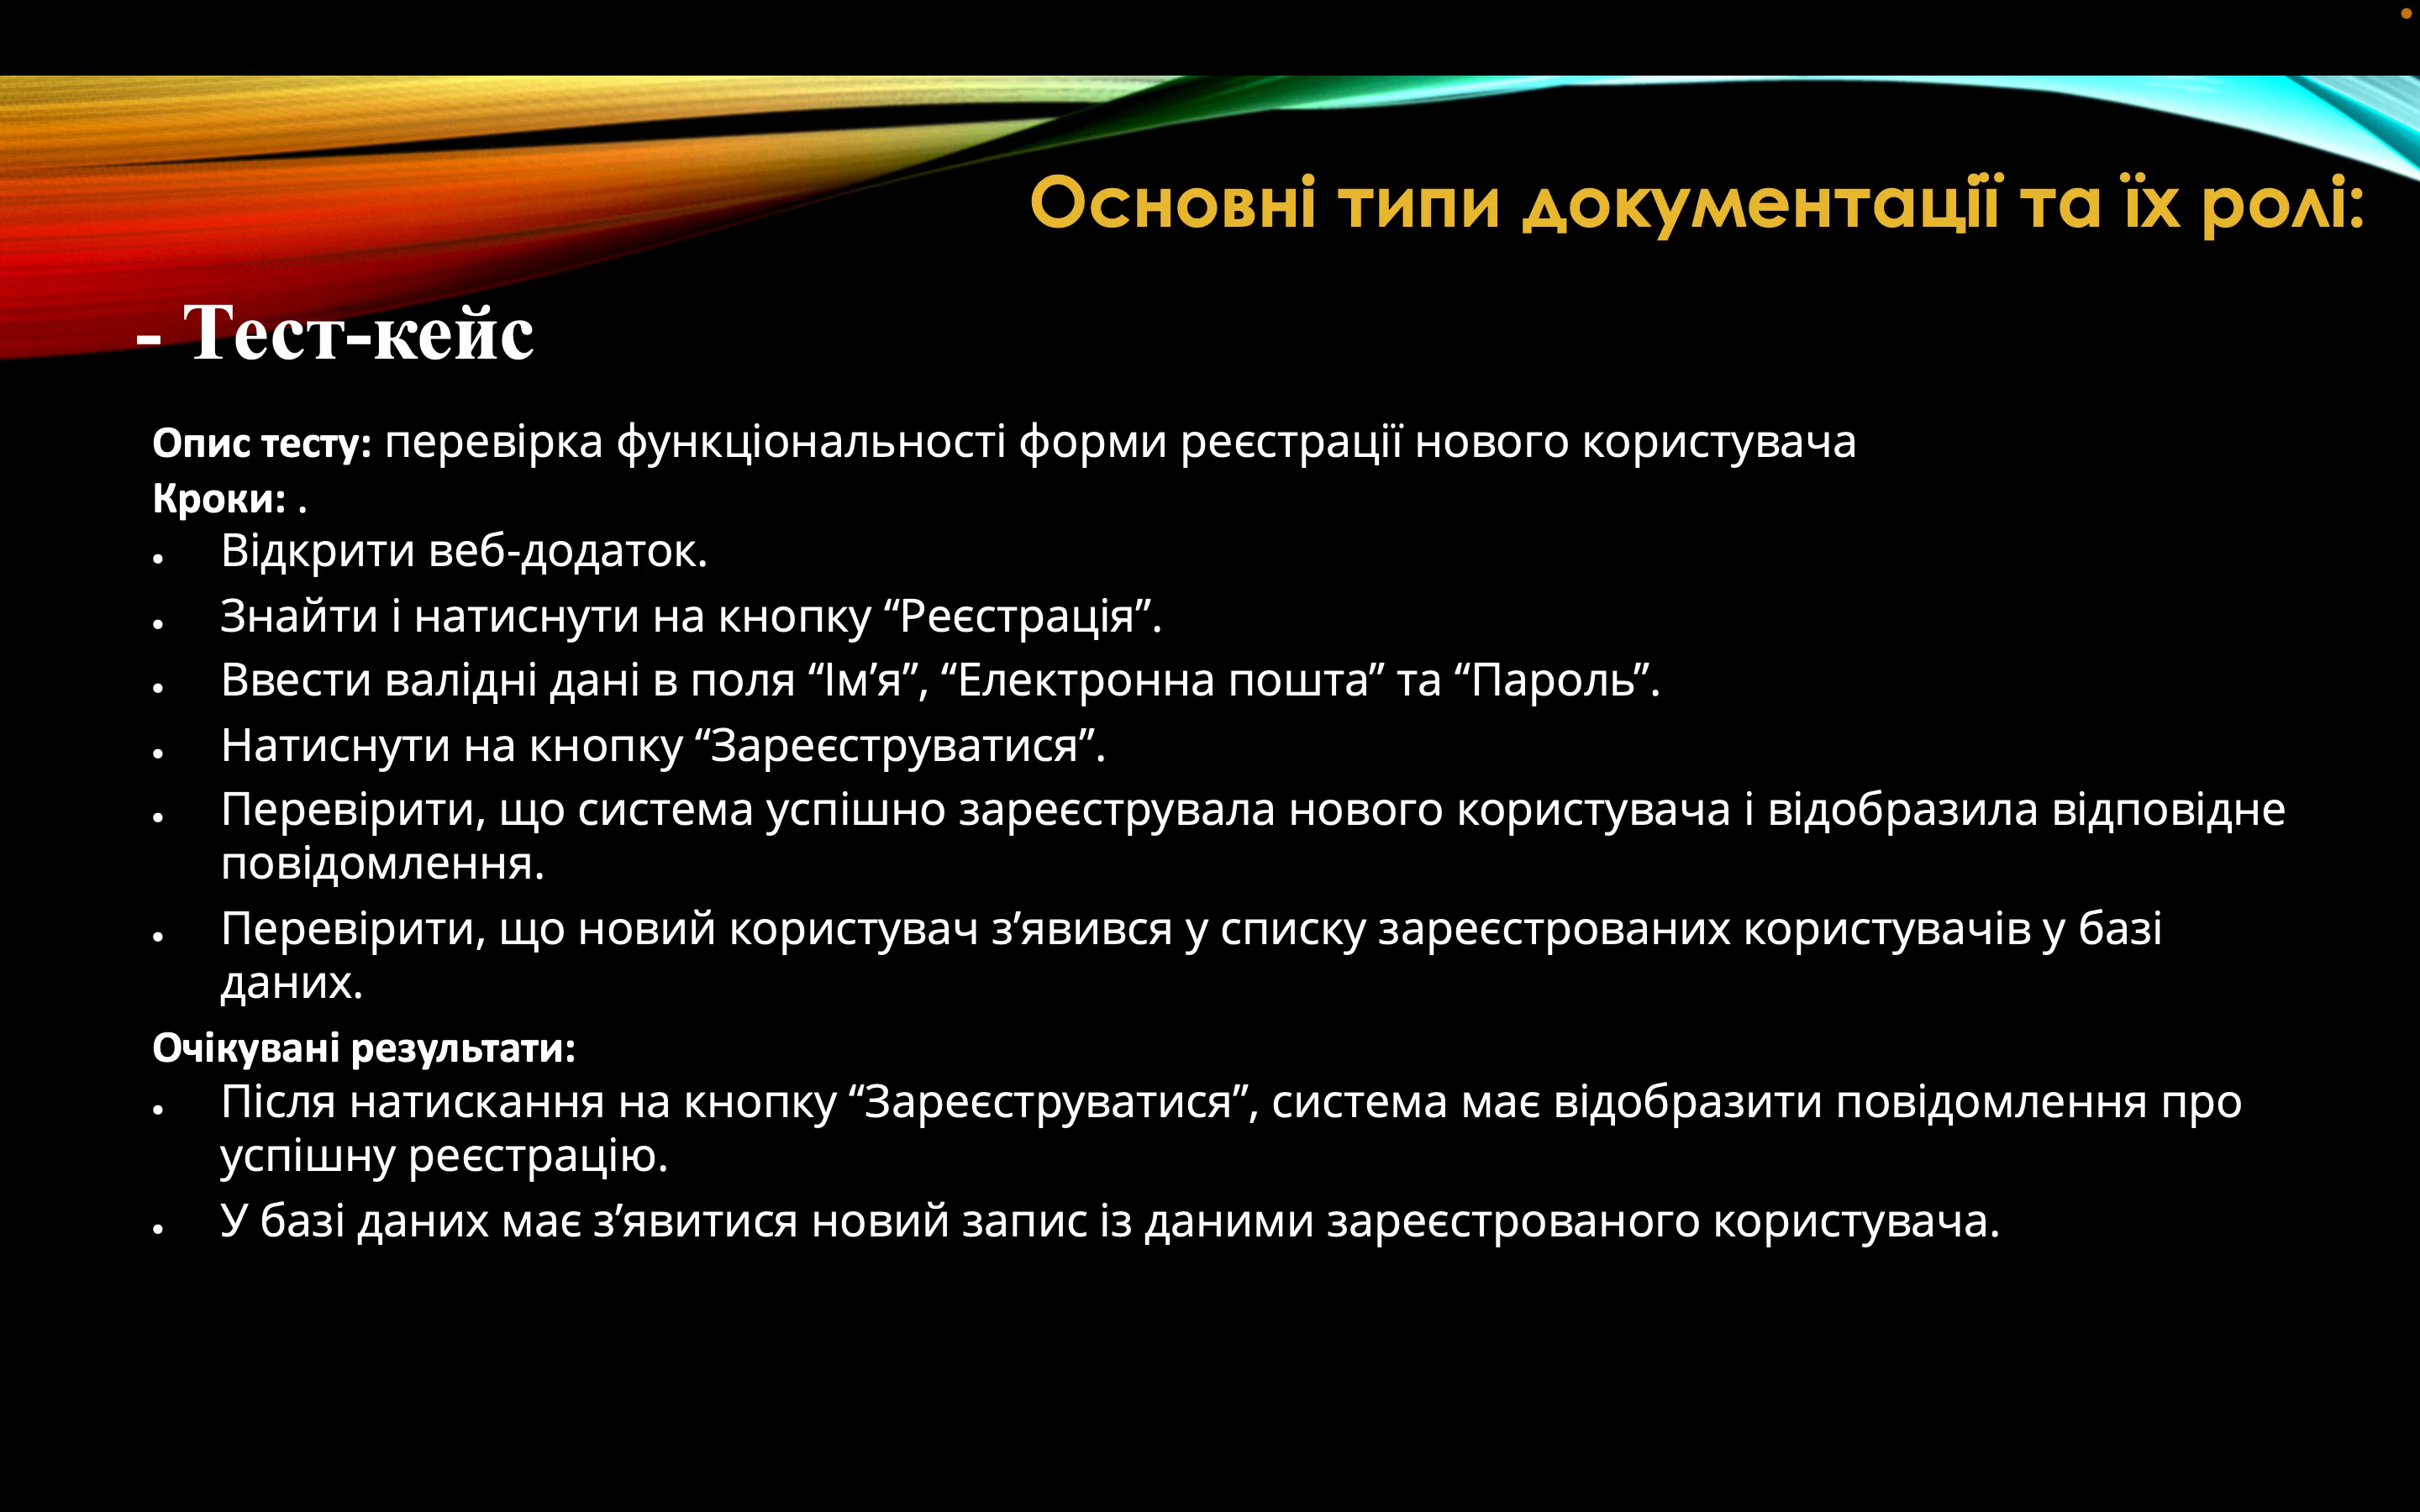 Основні типи документації та їх ролі:
- Тест-кейс
Опис тесту: перевірка функціональності форми реєстрації нового користувача
Кроки: .
• Відкрити веб-додаток.
• Знайти і натиснути на кнопку “Реєстрація”.
• Ввести валідні дані в поля “Ім’я”, “Електронна пошта” та “Пароль”.
• Натиснути на кнопку “Зареєструватися”.
• Перевірити, що система успішно зареєструвала нового користувача і відобразила відповідне
повідомлення.
• Перевірити, що новий користувач з’явився у списку зареєстрованих користувачів у базі
даних.
Очікувані результати:
• Після натискання на кнопку “Зареєструватися”, система має відобразити повідомлення про
успішну реєстрацію.
• У базі даних має з’явитися новий запис із даними зареєстрованого користувача.